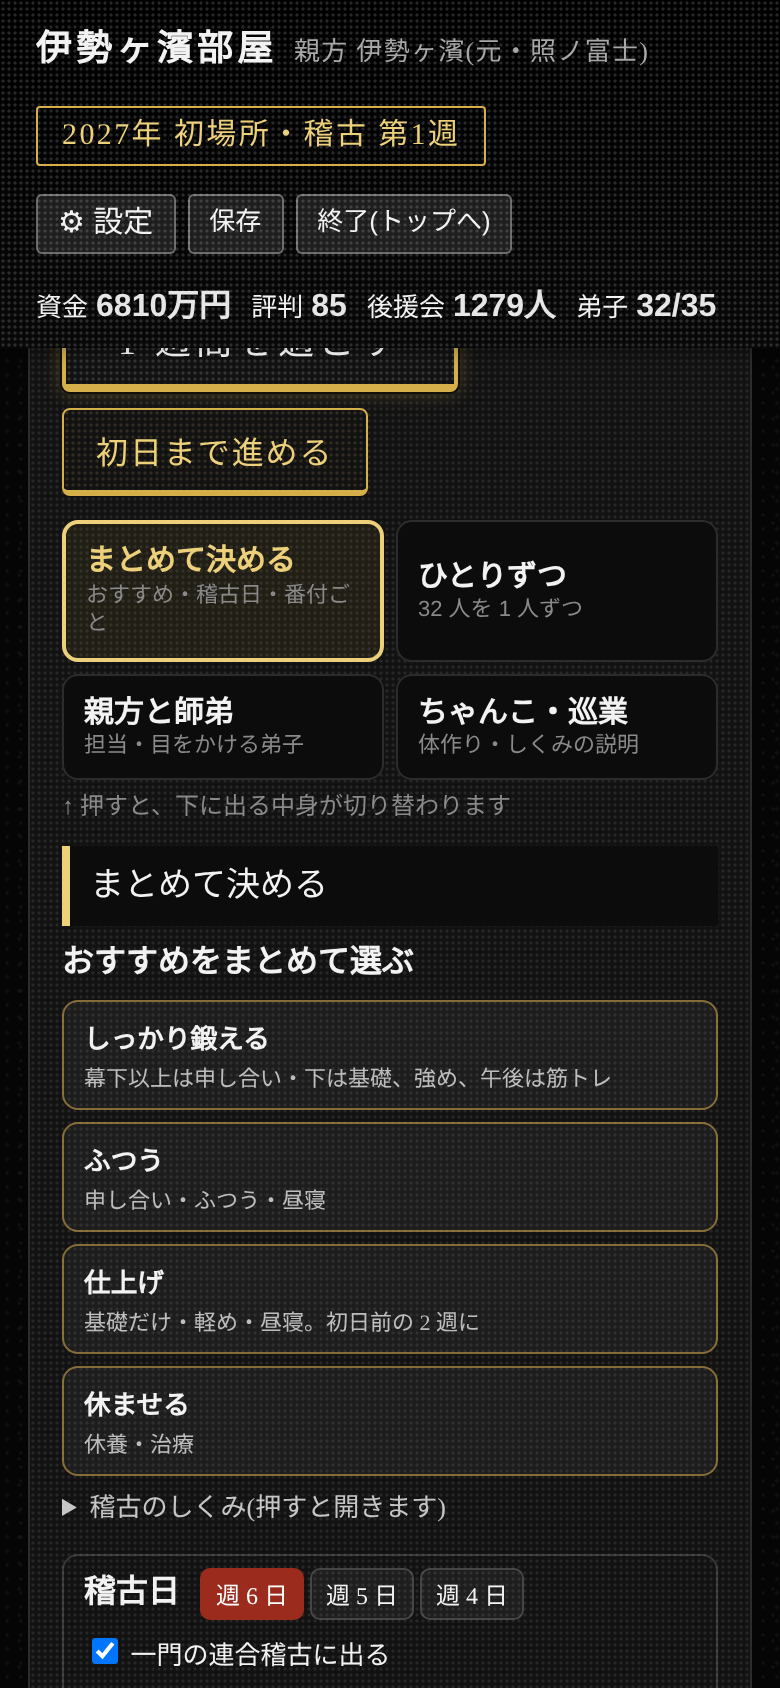 伊勢ヶ濱部屋 親方 伊勢ヶ濱(元・照ノ富士)
2027年 初場所・稽古 第1週
⚙ 設定 保存 終了(トップへ)
資金 6810万円 評判 85 後援会 1279人 弟子 32/35
1 週間を過ごす
初日まで進める
まとめて決める
おすすめ・稽古日・番付ご
と
ひとりずつ
32 人を 1 人ずつ
親方と師弟
担当・目をかける弟子
ちゃんこ・巡業
体作り・しくみの説明
↑ 押すと、下に出る中身が切り替わります
まとめて決める
おすすめをまとめて選ぶ
しっかり鍛える
幕下以上は申し合い・下は基礎、強め、午後は筋トレ
ふつう
申し合い・ふつう・昼寝
仕上げ
基礎だけ・軽め・昼寝。初日前の 2 週に
休ませる
休養・治療
▶ 稽古のしくみ(押すと開きます)
稽古日 週 6 日 週 5 日 週 4 日
一門の連合稽古に出る